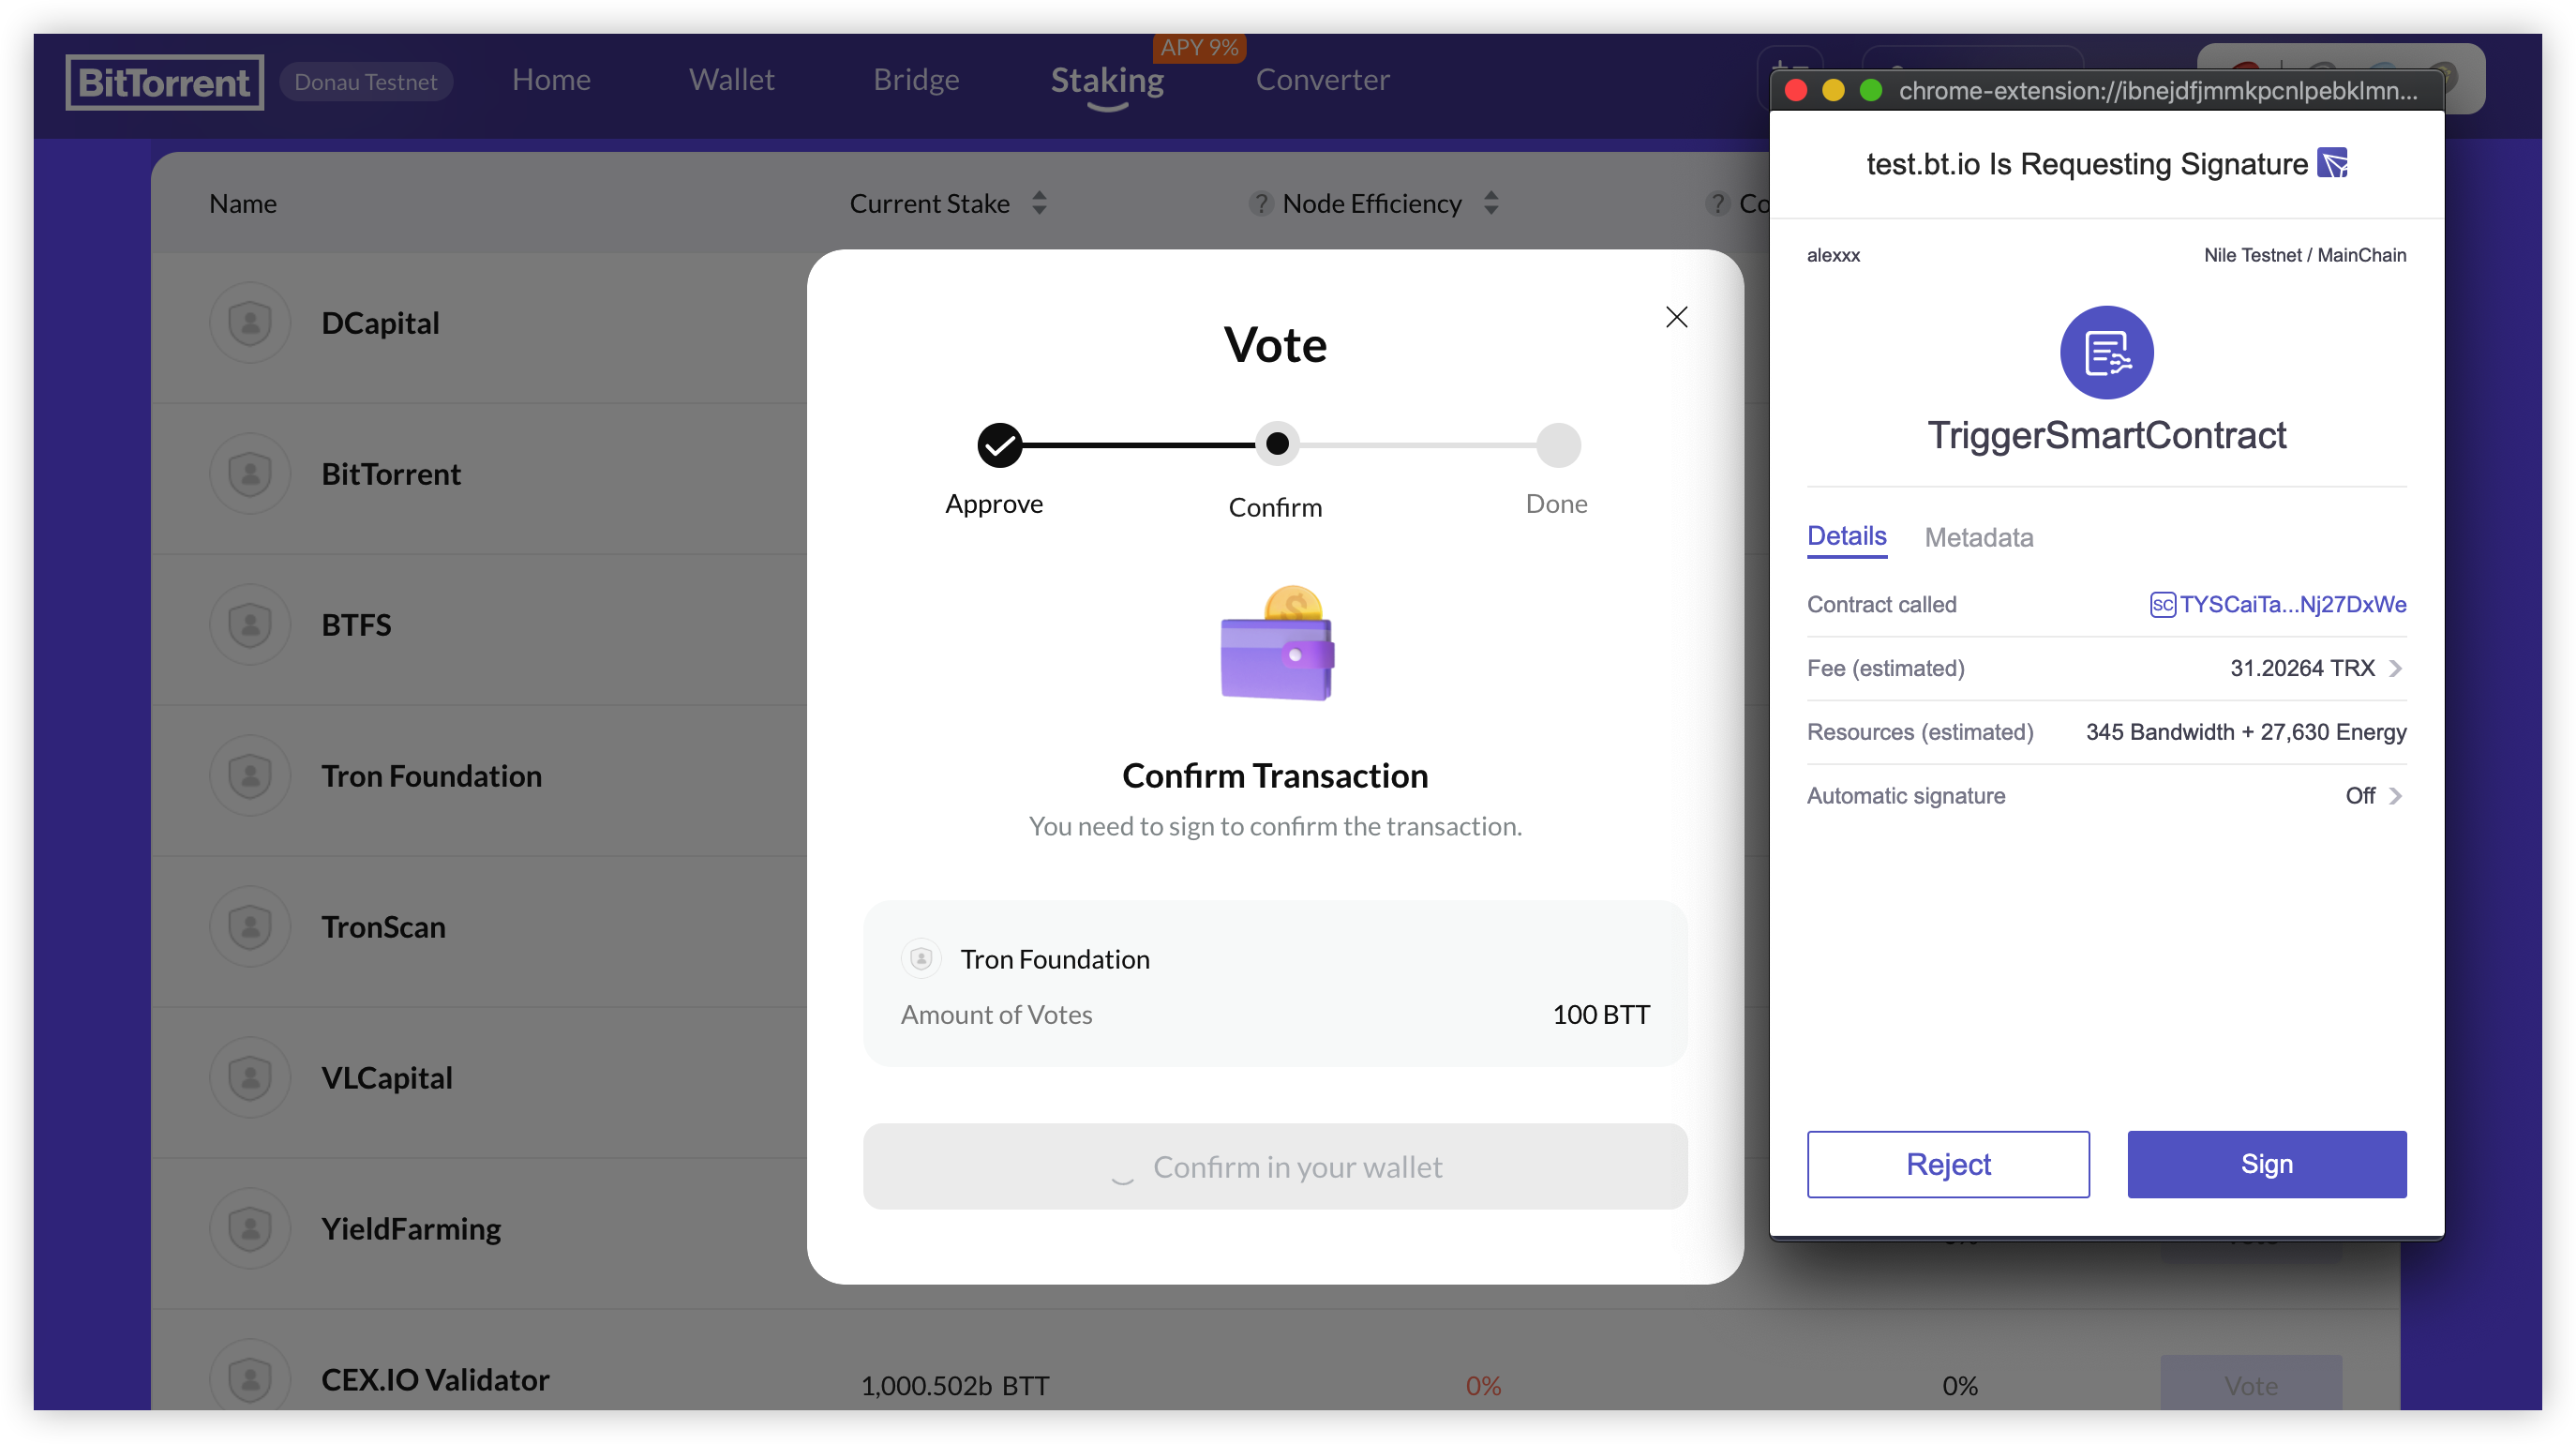 BitTorrent
Donau Testnet
Home
Wallet
Bridge
Staking
APY 9%
Converter
Name
Current Stake
? Node Efficiency
? Co
DCapital
BitTorrent
BTFS
Tron Foundation
TronScan
VLCapital
YieldFarming
CEX.IO Validator
1,000.502b BTT
0%
0%
Vote
Vote
Approve
Confirm
Done
Confirm Transaction
You need to sign to confirm the transaction.
Tron Foundation
Amount of Votes
100 BTT
Confirm in your wallet
chrome-extension://ibnejdfjmmkpcnlpebklmn...
test.bt.io Is Requesting Signature
alexxx
Nile Testnet / MainChain
TriggerSmartContract
Details
Metadata
Contract called
SC TYSCaiTa...Nj27DxWe
Fee (estimated)
31.20264 TRX
Resources (estimated)
345 Bandwidth + 27,630 Energy
Automatic signature
Off
Reject
Sign